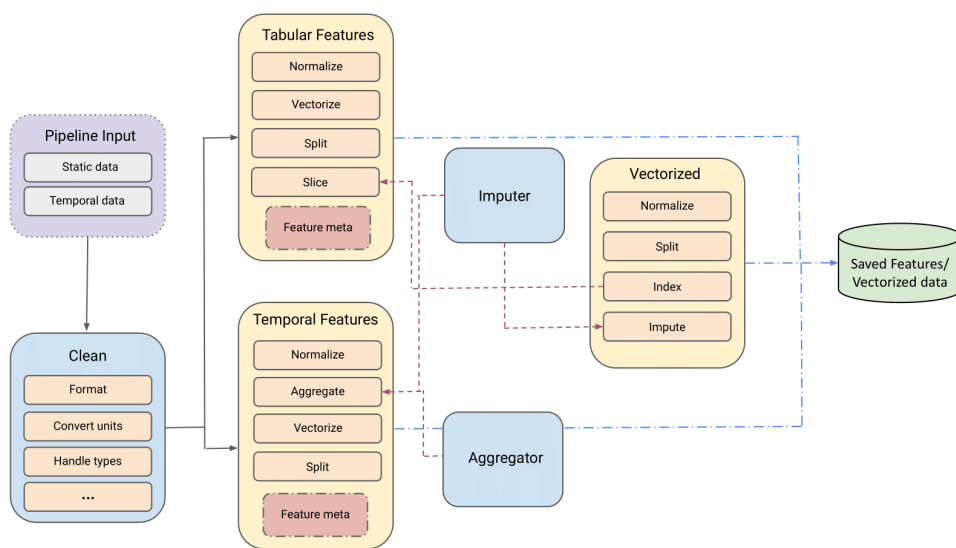 Pipeline Input
Static data
Temporal data
Clean
Format
Convert units
Handle types
...
Tabular Features
Normalize
Vectorize
Split
Slice
Feature meta
Temporal Features
Normalize
Aggregate
Vectorize
Split
Feature meta
Imputer
Aggregator
Vectorized
Normalize
Split
Index
Impute
Saved Features/
Vectorized data